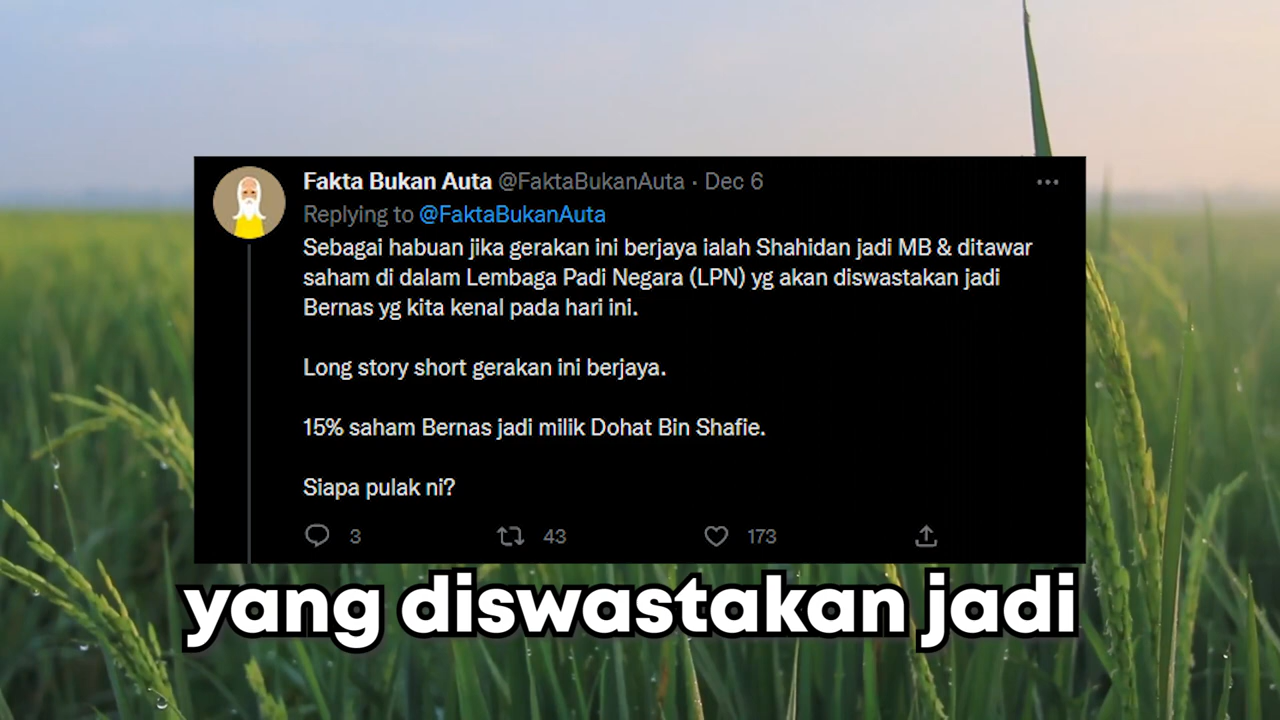 Fakta Bukan Auta @FaktaBukanAuta · Dec 6
Replying to @FaktaBukanAuta
Sebagai habuan jika gerakan ini berjaya ialah Shahidan jadi MB & ditawar
saham di dalam Lembaga Padi Negara (LPN) yg akan diswastakan jadi
Bernas yg kita kenal pada hari ini.
Long story short gerakan ini berjaya.
15% saham Bernas jadi milik Dohat Bin Shafie.
Siapa pulak ni?
3 43 173
yang diswastakan jadi